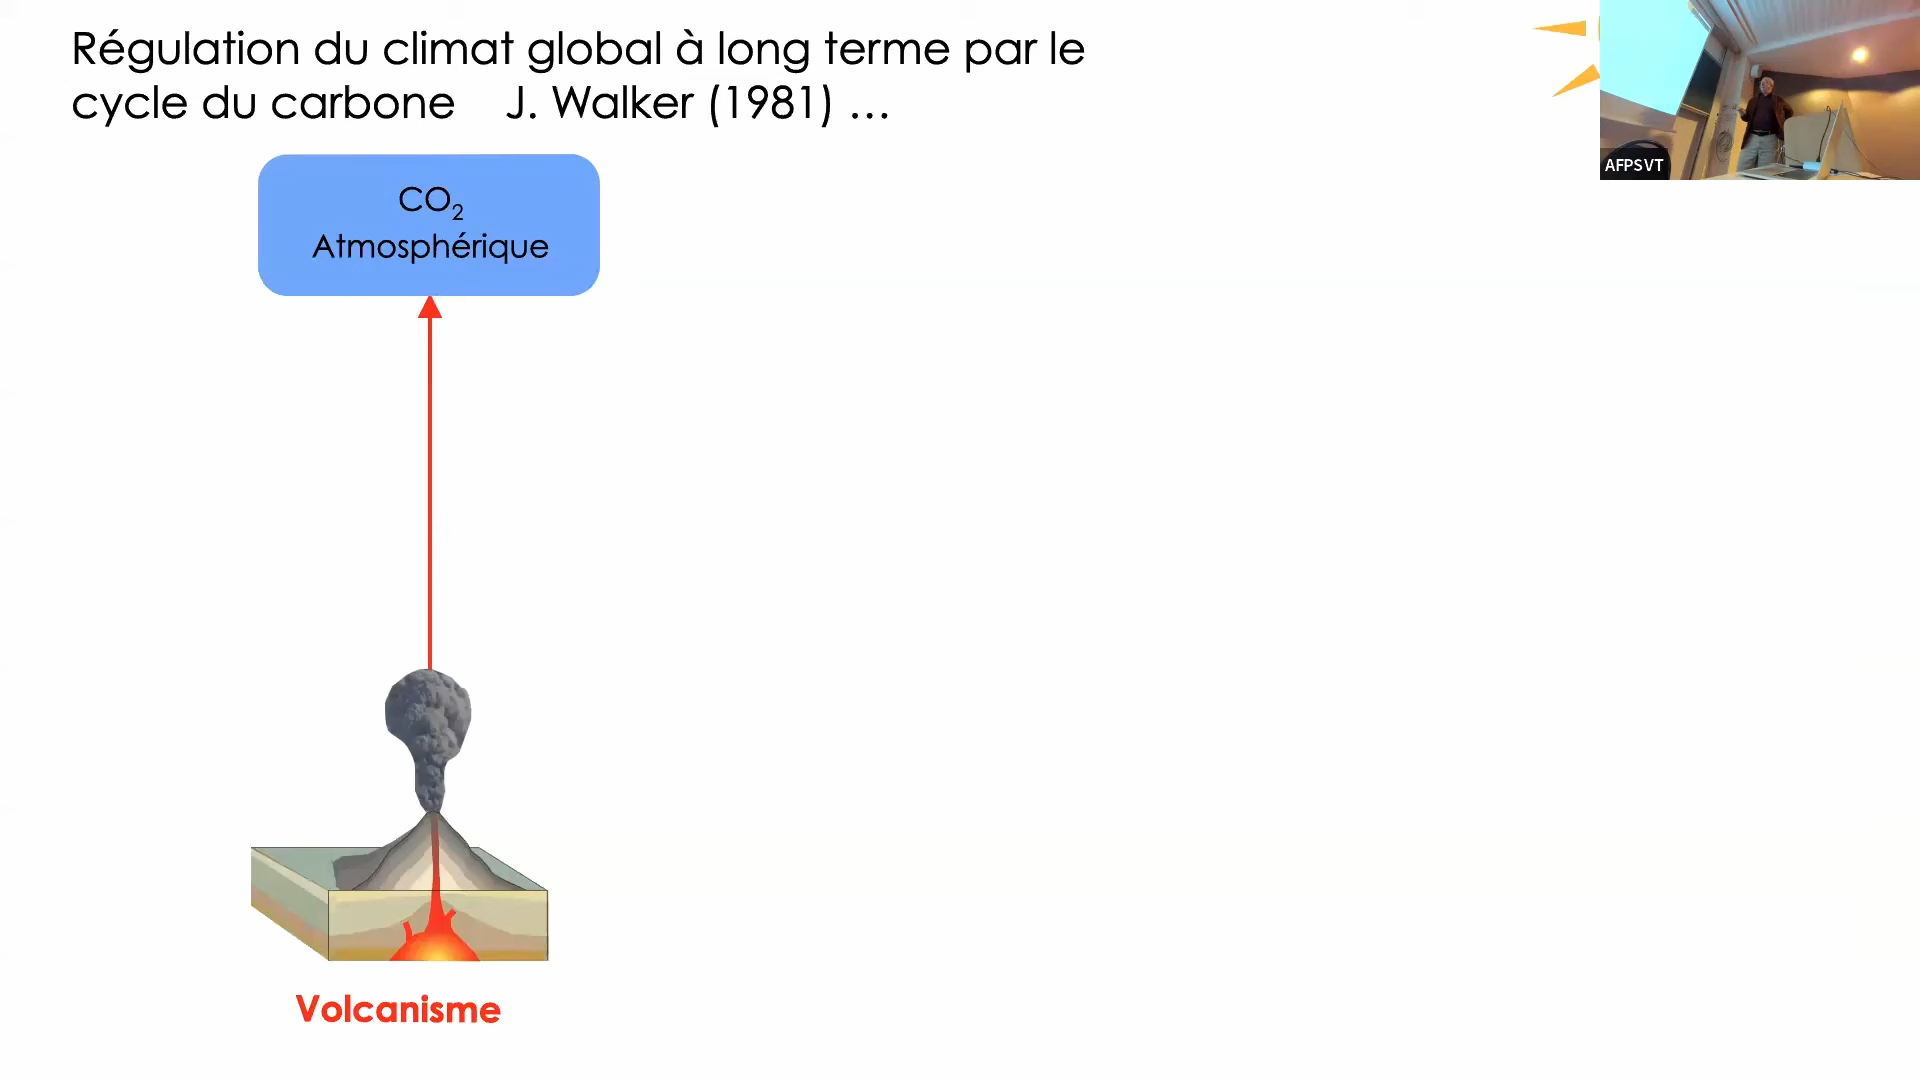 Régulation du climat global à long terme par le
cycle du carbone J. Walker (1981) ...
AFPSVT
CO₂
Atmosphérique
Volcanisme